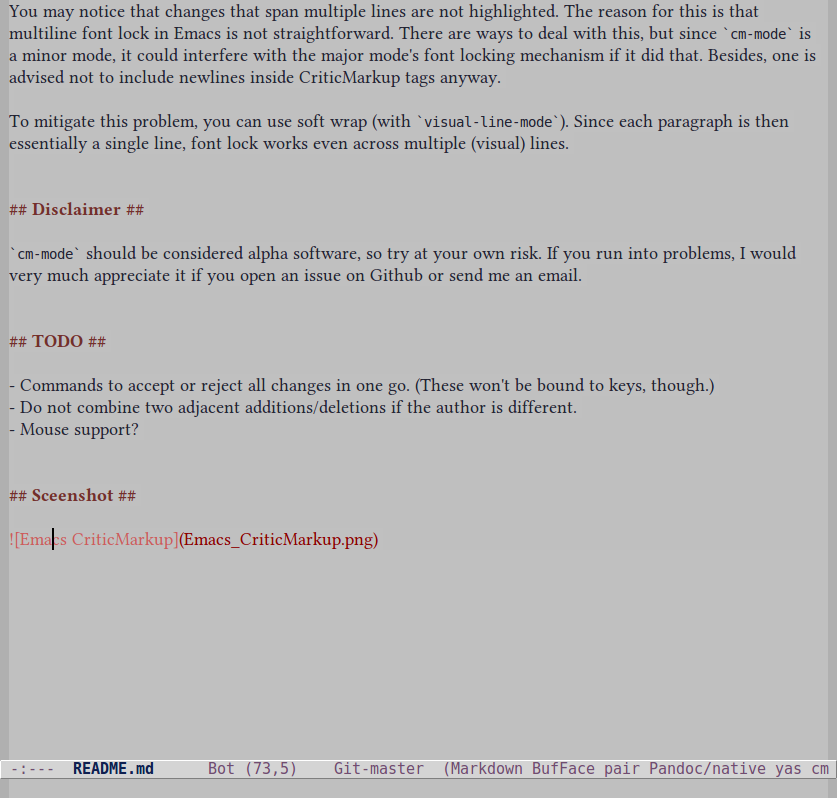 You may notice that changes that span multiple lines are not highlighted. The reason for this is that
multiline font lock in Emacs is not straightforward. There are ways to deal with this, but since `cm-mode` is
a minor mode, it could interfere with the major mode's font locking mechanism if it did that. Besides, one is
advised not to include newlines inside CriticMarkup tags anyway.
To mitigate this problem, you can use soft wrap (with `visual-line-mode`). Since each paragraph is then
essentially a single line, font lock works even across multiple (visual) lines.
## Disclaimer ##
`cm-mode` should be considered alpha software, so try at your own risk. If you run into problems, I would
very much appreciate it if you open an issue on Github or send me an email.
## TODO ##
- Commands to accept or reject all changes in one go. (These won't be bound to keys, though.)
- Do not combine two adjacent additions/deletions if the author is different.
- Mouse support?
## Sceenshot ##
![Emacs CriticMarkup](Emacs_CriticMarkup.png)
-:--- README.md Bot (73,5) Git-master (Markdown BufFace pair Pandoc/native yas cm